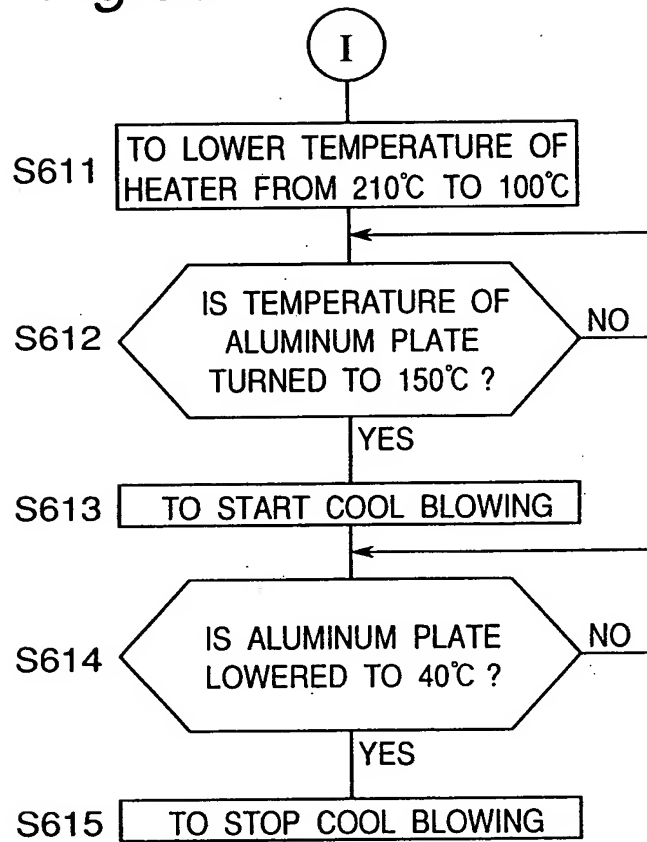 I
S611
TO LOWER TEMPERATURE OF
HEATER FROM 210℃ TO 100℃
S612
IS TEMPERATURE OF
ALUMINUM PLATE
TURNED TO 150℃ ?
NO
YES
S613
TO START COOL BLOWING
S614
IS ALUMINUM PLATE
LOWERED TO 40℃ ?
NO
YES
S615
TO STOP COOL BLOWING